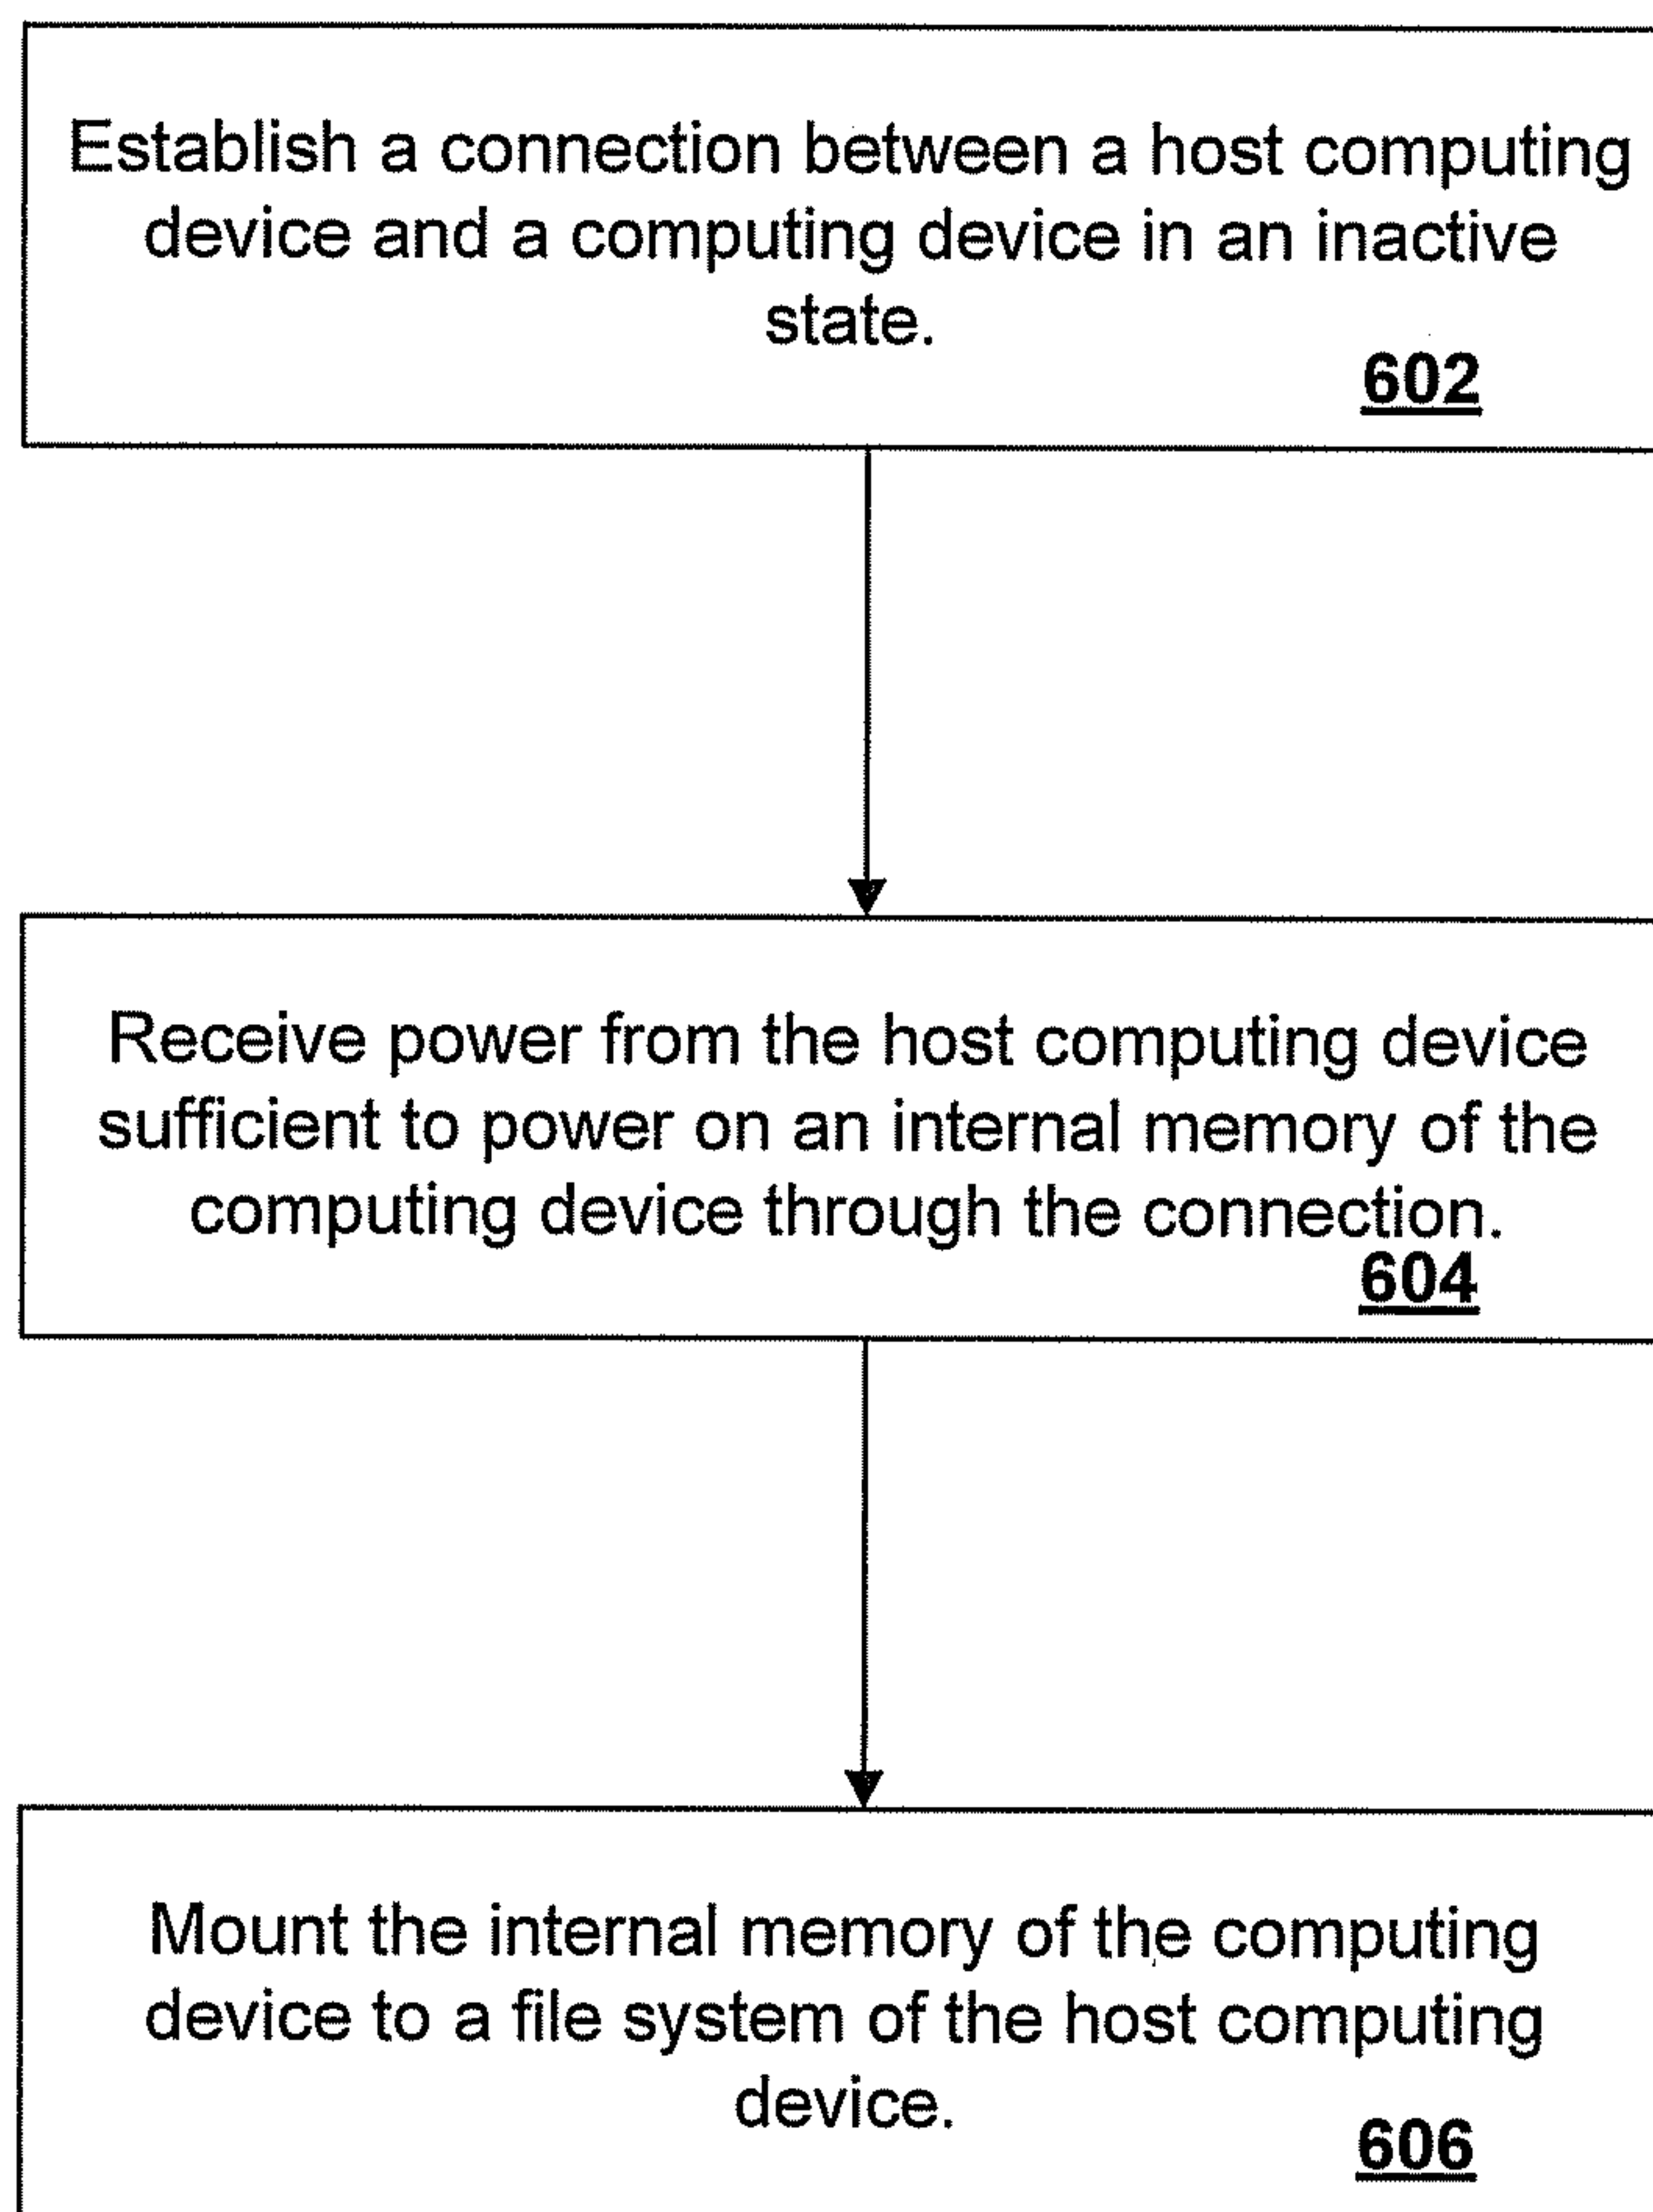 Establish a connection between a host computing
device and a computing device in an inactive
state.
602
Receive power from the host computing device
sufficient to power on an internal memory of the
computing device through the connection.
604
Mount the internal memory of the computing
device to a file system of the host computing
device.
606